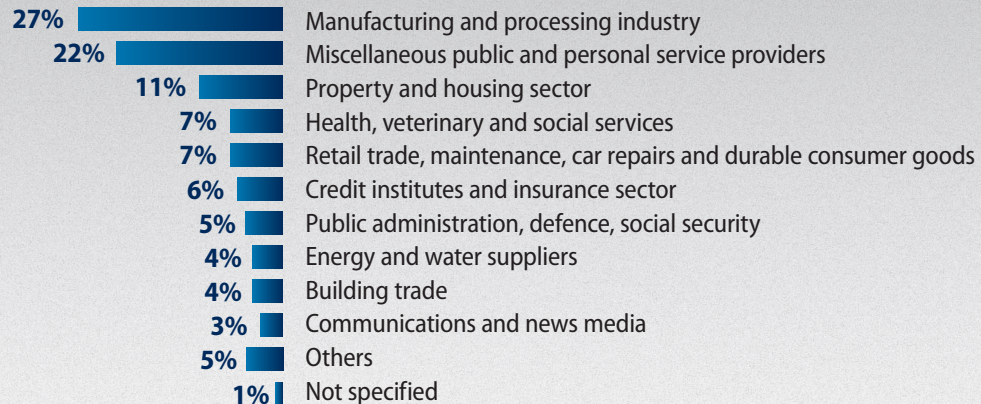 27% Manufacturing and processing industry
22% Miscellaneous public and personal service providers
11% Property and housing sector
7% Health, veterinary and social services
7% Retail trade, maintenance, car repairs and durable consumer goods
6% Credit institutes and insurance sector
5% Public administration, defence, social security
4% Energy and water suppliers
4% Building trade
3% Communications and news media
5% Others
1% Not specified